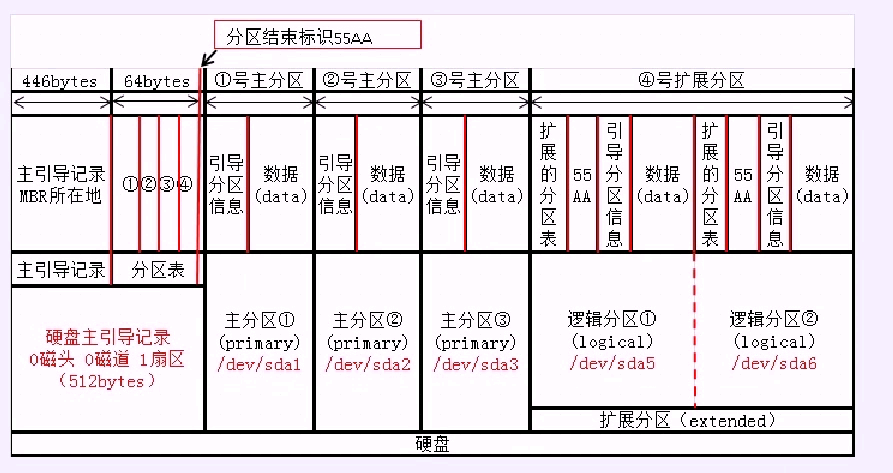 分区结束标识55AA
446bytes
64bytes
①号主分区
②号主分区
③号主分区
④号扩展分区
主引导记录
MBR所在地
①②③④
引导
分区
信息
数据
(data)
引导
分区
信息
数据
(data)
引导
分区
信息
数据
(data)
扩展的分区表
55
AA
引导分区信息
数据
(data)
扩展的分区表
55
AA
引导分区信息
数据
(data)
主引导记录
分区表
硬盘主引导记录
0磁头 0磁道 1扇区
(512bytes)
主分区①
(primary)
/dev/sda1
主分区②
(primary)
/dev/sda2
主分区③
(primary)
/dev/sda3
逻辑分区①
(logical)
/dev/sda5
逻辑分区②
(logical)
/dev/sda6
扩展分区(extended)
硬盘